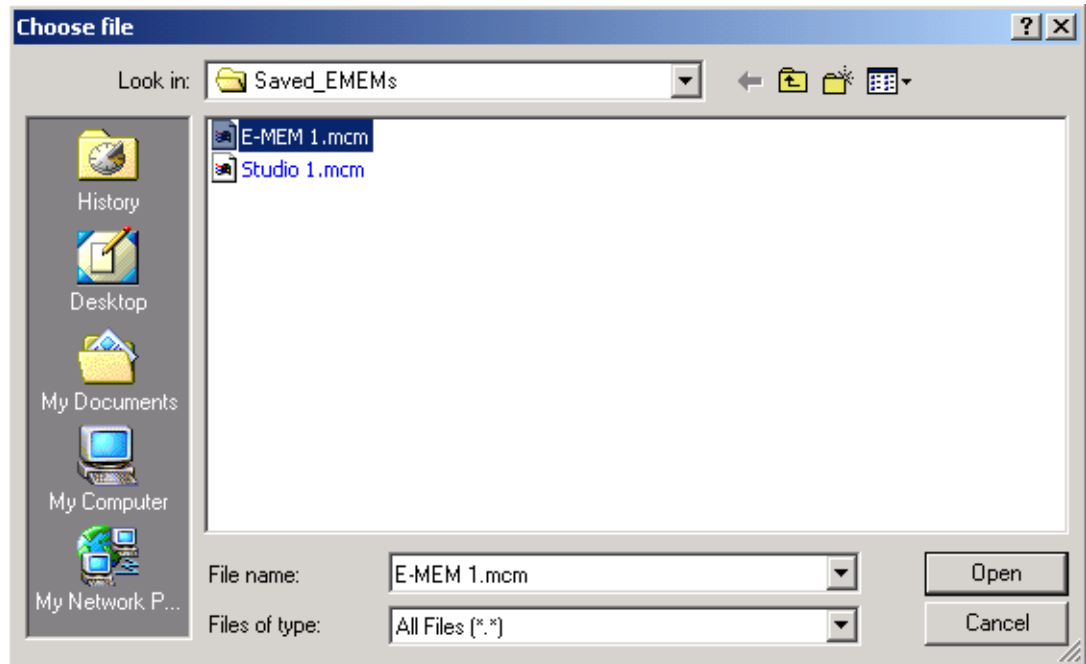 Choose file
Look in: Saved_EMEMs
E-MEM 1.mcm
Studio 1.mcm
History
Desktop
My Documents
My Computer
My Network P...
File name: E-MEM 1.mcm Open
Files of type: All Files (*.*) Cancel